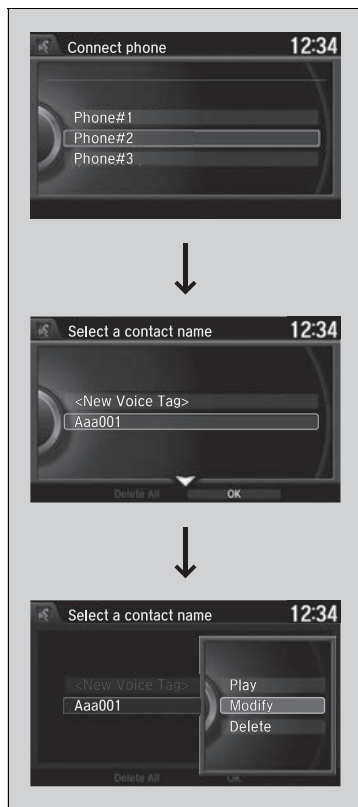 Connect phone 12:34
Phone#1
Phone#2
Phone#3
Select a contact name 12:34
<New Voice Tag>
Aaa001
Delete All OK
Select a contact name 12:34
<New Voice Tag>
Aaa001
Play
Modify
Delete
Delete All OK